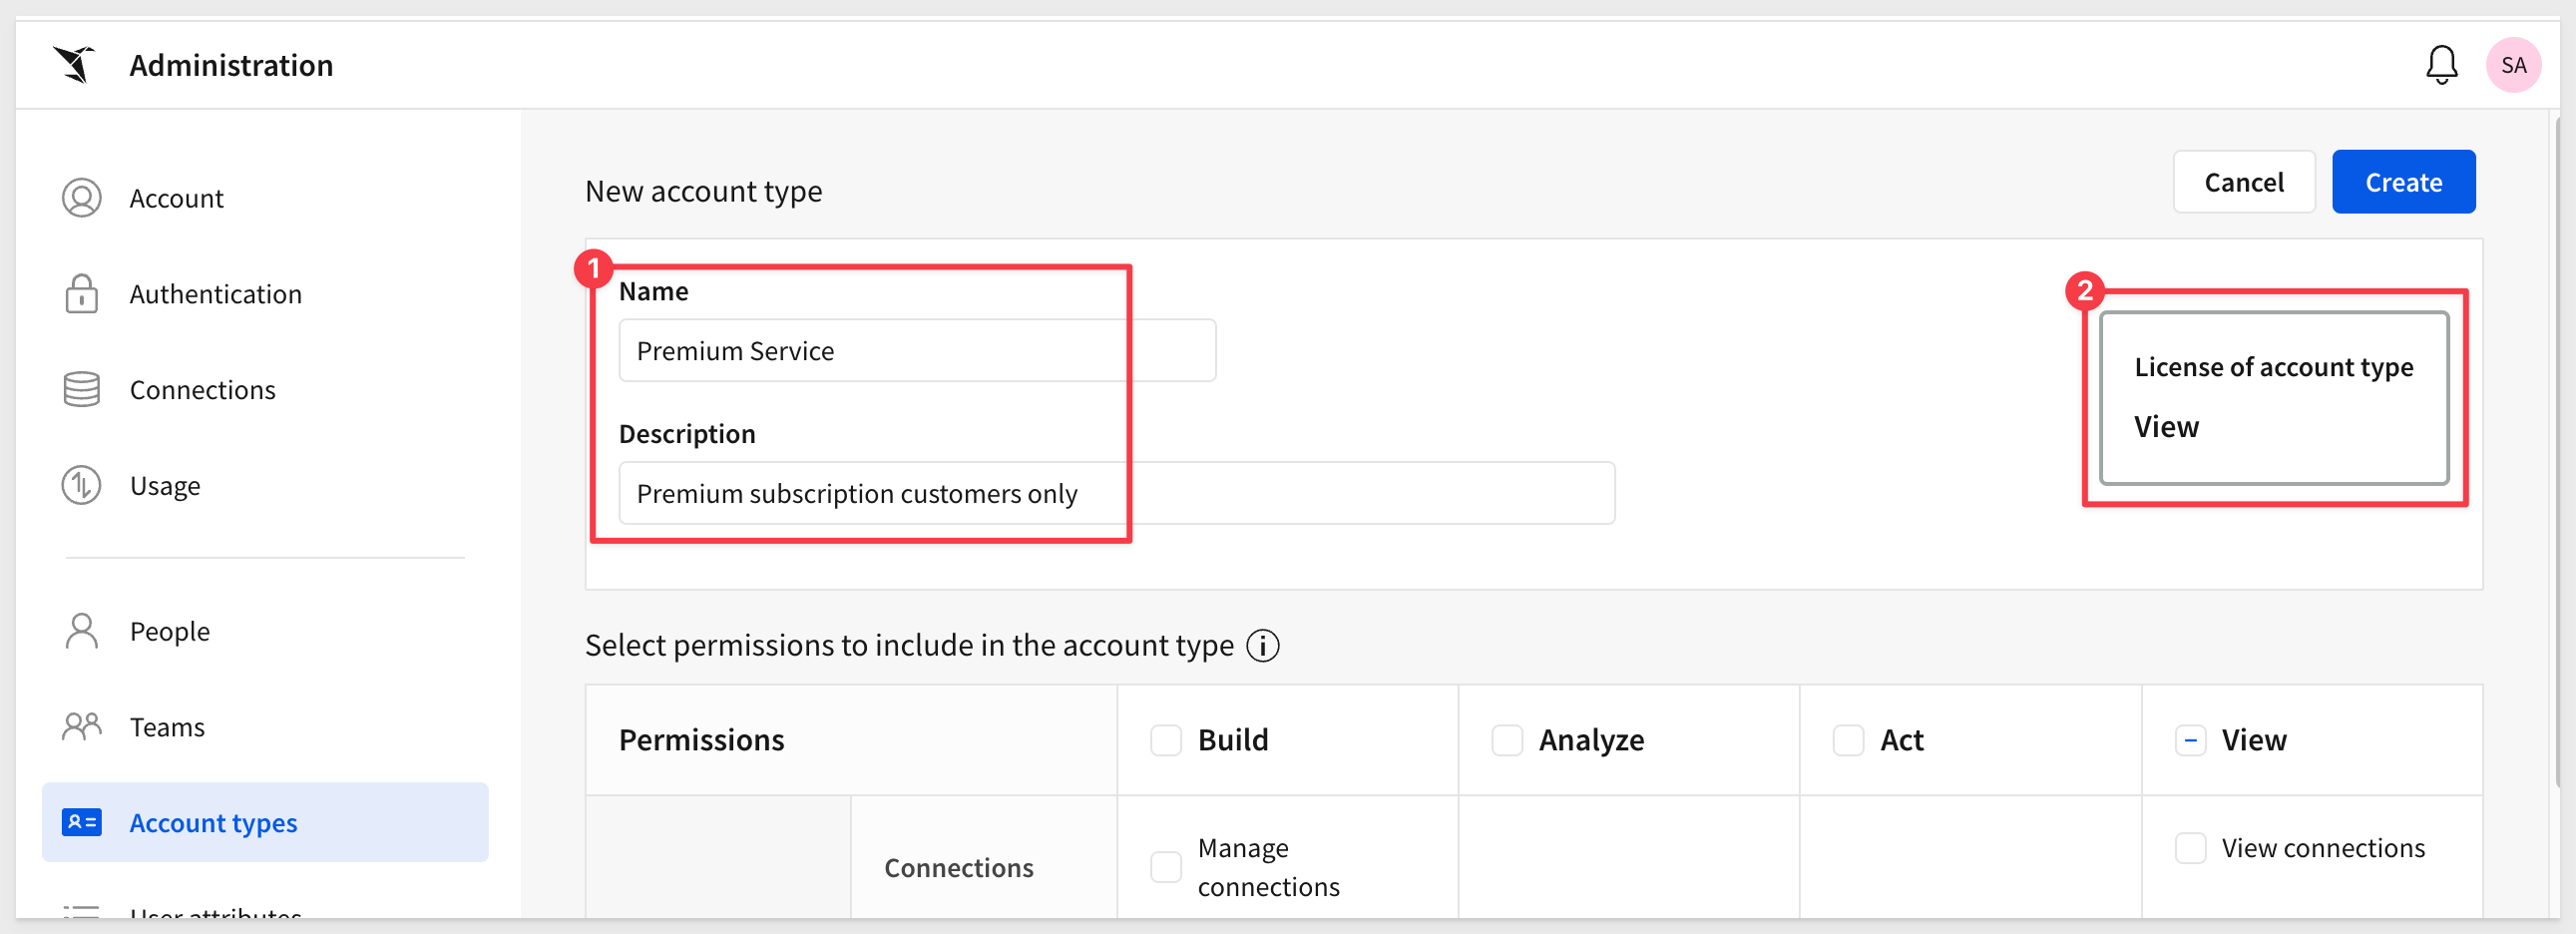 Administration
SA
Account
Authentication
Connections
Usage
People
Teams
Account types
User attributes
New account type
Cancel
Create
1
Name
Premium Service
Description
Premium subscription customers only
2
License of account type
View
Select permissions to include in the account type
Permissions
Build
Analyze
Act
View
Connections
Manage
connections
View connections